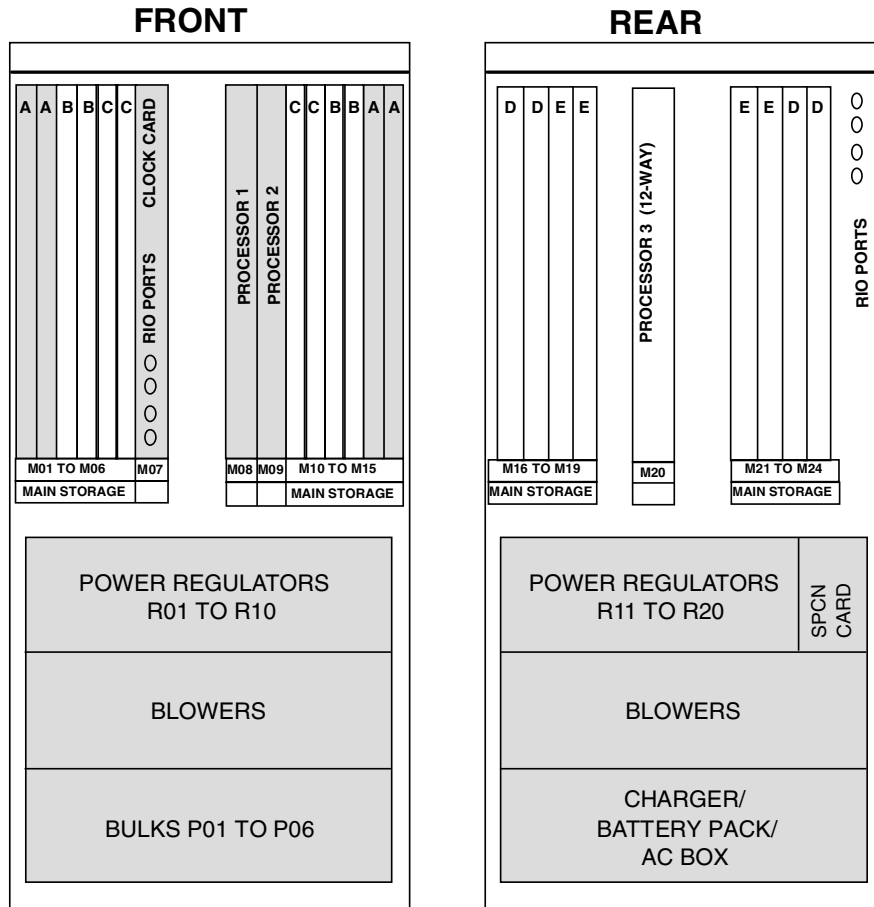 FRONT
A A B B C C
CLOCK CARD
RIO PORTS
PROCESSOR 1
PROCESSOR 2
C C B B A A
M01 TO M06
M07
M08
M09
M10 TO M15
MAIN STORAGE
MAIN STORAGE
POWER REGULATORS
R01 TO R10
BLOWERS
BULKS P01 TO P06
REAR
D D E E
PROCESSOR 3 (12-WAY)
E E D D
RIO PORTS
M16 TO M19
M20
M21 TO M24
MAIN STORAGE
MAIN STORAGE
POWER REGULATORS
R11 TO R20
SPCN
CARD
BLOWERS
CHARGER/
BATTERY PACK/
AC BOX